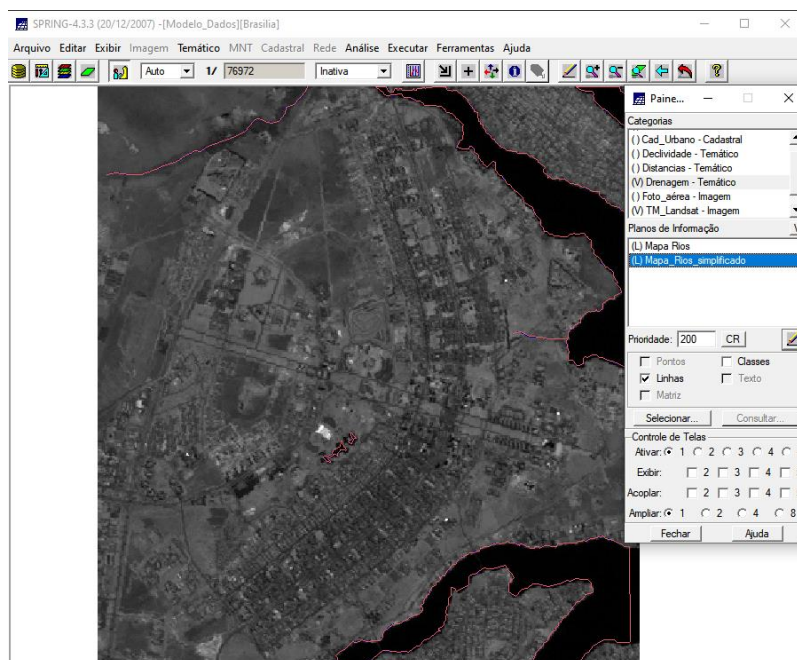 SPRING-4.3.3 (20/12/2007) -[Modelo_Dados][Brasilia]
Arquivo Editar Exibir Imagem Temático MNT Cadastral Rede Análise Executar Ferramentas Ajuda
Auto 1/ 76972 Inativa
Paine...
Categorias
( ) Cad_Urbano - Cadastral
( ) Declividade - Temático
( ) Distancias - Temático
(V) Drenagem - Temático
( ) Foto_aérea - Imagem
(V) TM_Landsat - Imagem
Planos de Informação
(L) Mapa Rios
(L) Mapa_Rios_simplificado
Prioridade: 200 CR
Pontos Classes
Linhas Texto
Matriz
Selecionar... Consultar...
Controle de Telas
Ativar: 1 2 3 4
Exibir: 2 3 4
Acoplar: 2 3 4
Ampliar: 1 2 4 8
Fechar Ajuda